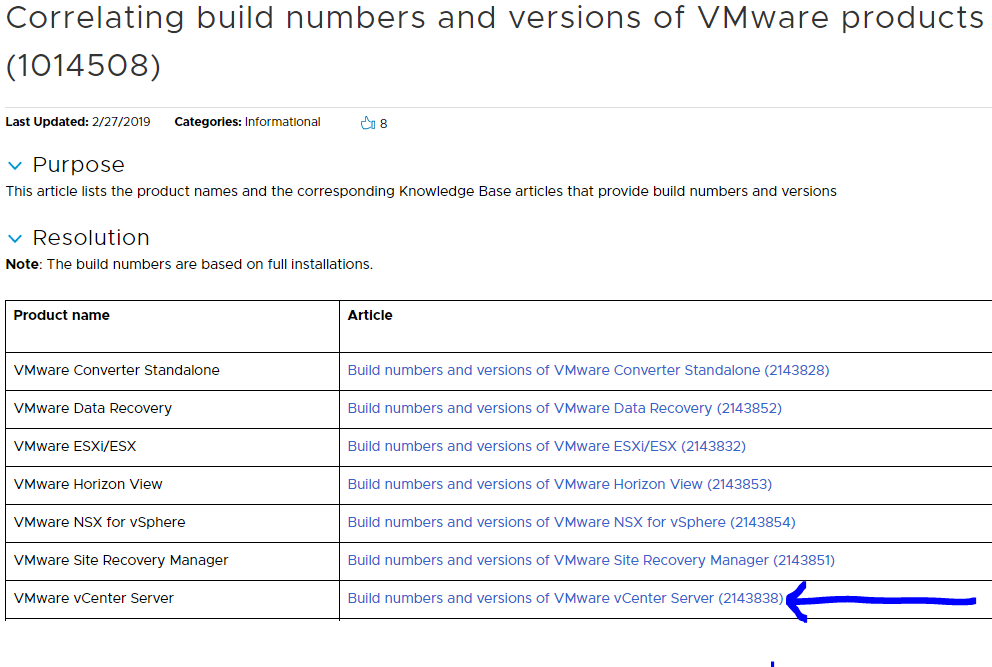 Correlating build numbers and versions of VMware products
(1014508)
Last Updated: 2/27/2019 Categories: Informational 8
Purpose
This article lists the product names and the corresponding Knowledge Base articles that provide build numbers and versions
Resolution
Note: The build numbers are based on full installations.
Product name Article
VMware Converter Standalone Build numbers and versions of VMware Converter Standalone (2143828)
VMware Data Recovery Build numbers and versions of VMware Data Recovery (2143852)
VMware ESXi/ESX Build numbers and versions of VMware ESXi/ESX (2143832)
VMware Horizon View Build numbers and versions of VMware Horizon View (2143853)
VMware NSX for vSphere Build numbers and versions of VMware NSX for vSphere (2143854)
VMware Site Recovery Manager Build numbers and versions of VMware Site Recovery Manager (2143851)
VMware vCenter Server Build numbers and versions of VMware vCenter Server (2143838)